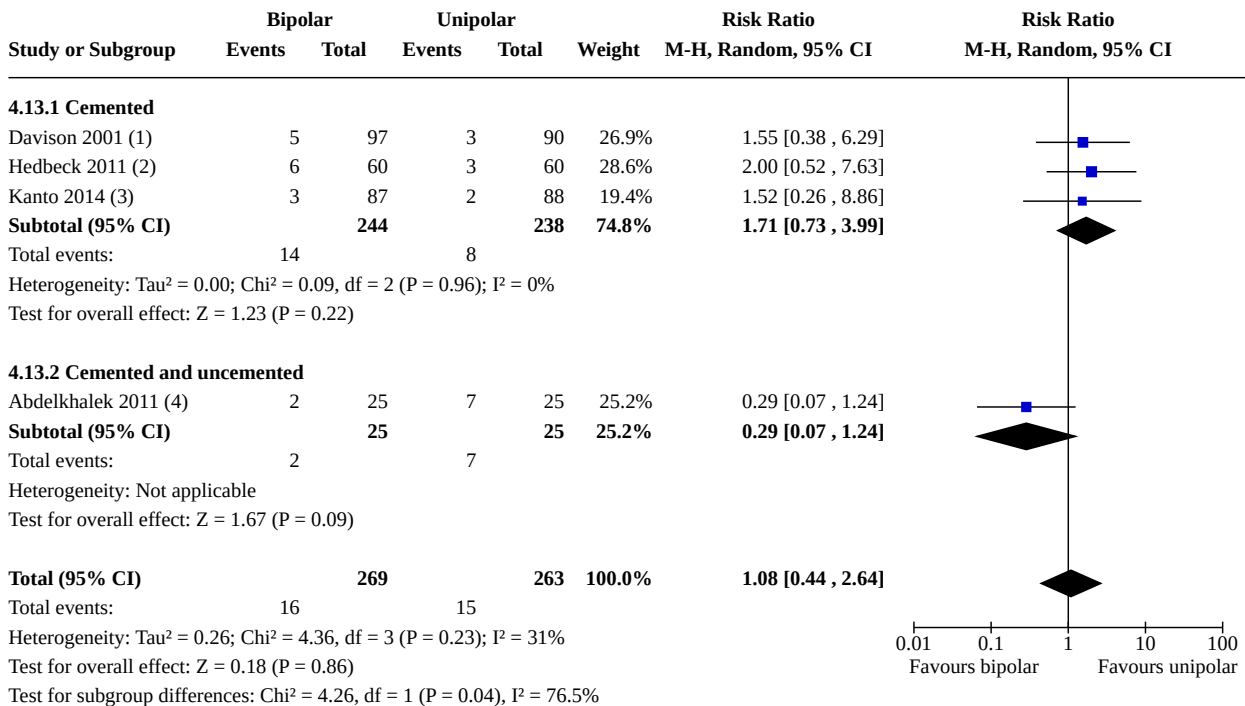 Bipolar Unipolar Risk Ratio Risk Ratio
Study or Subgroup Events Total Events Total Weight M-H, Random, 95% CI M-H, Random, 95% CI
4.13.1 Cemented
Davison 2001 (1) 5 97 3 90 26.9% 1.55 [0.38 , 6.29]
Hedbeck 2011 (2) 6 60 3 60 28.6% 2.00 [0.52 , 7.63]
Kanto 2014 (3) 3 87 2 88 19.4% 1.52 [0.26 , 8.86]
Subtotal (95% CI) 244 238 74.8% 1.71 [0.73 , 3.99]
Total events: 14 8
Heterogeneity: Tau² = 0.00; Chi² = 0.09, df = 2 (P = 0.96); I² = 0%
Test for overall effect: Z = 1.23 (P = 0.22)
4.13.2 Cemented and uncemented
Abdelkhalek 2011 (4) 2 25 7 25 25.2% 0.29 [0.07 , 1.24]
Subtotal (95% CI) 25 25 25.2% 0.29 [0.07 , 1.24]
Total events: 2 7
Heterogeneity: Not applicable
Test for overall effect: Z = 1.67 (P = 0.09)
Total (95% CI) 269 263 100.0% 1.08 [0.44 , 2.64]
Total events: 16 15
Heterogeneity: Tau² = 0.26; Chi² = 4.36, df = 3 (P = 0.23); I² = 31%
0.01 0.1 1 10 100
Test for overall effect: Z = 0.18 (P = 0.86)
Favours bipolar Favours unipolar
Test for subgroup differences: Chi² = 4.26, df = 1 (P = 0.04), I² = 76.5%